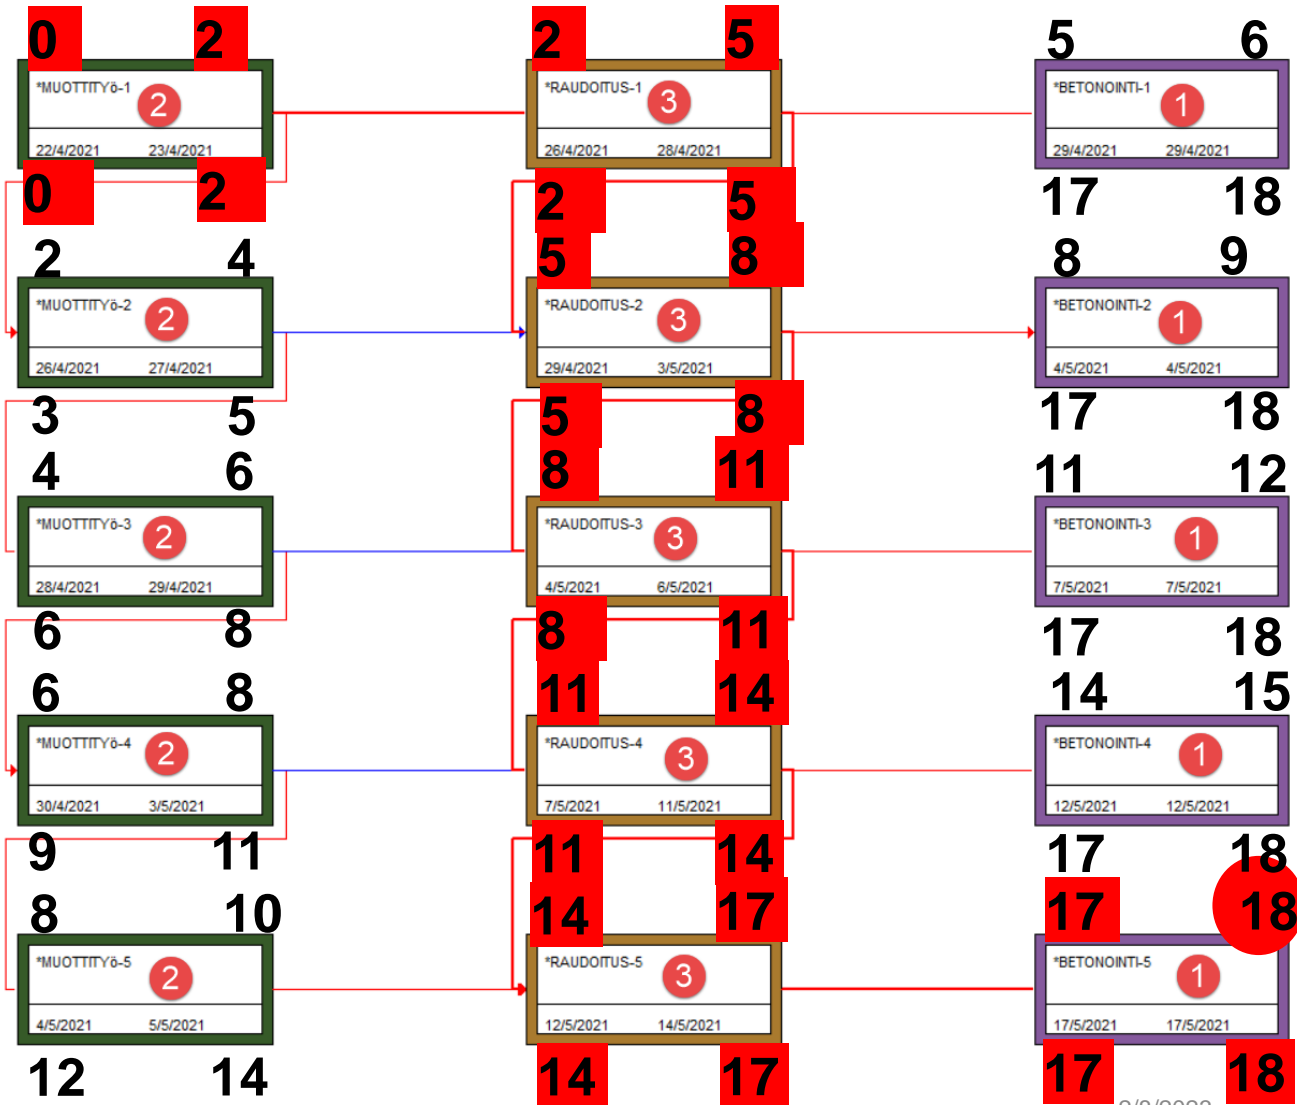 0 2 2 5 5 6
*MUOTTITYö-1 2 *RAUDOITUS-1 3 *BETONOINTI-1 1
22/4/2021 23/4/2021 26/4/2021 28/4/2021 29/4/2021 29/4/2021
0 2 2 5 17 18
2 4 5 8 8 9
*MUOTTITYö-2 2 *RAUDOITUS-2 3 *BETONOINTI-2 1
26/4/2021 27/4/2021 29/4/2021 3/5/2021 4/5/2021 4/5/2021
3 5 5 8 17 18
4 6 8 11 11 12
*MUOTTITYö-3 2 *RAUDOITUS-3 3 *BETONOINTI-3 1
28/4/2021 29/4/2021 4/5/2021 6/5/2021 7/5/2021 7/5/2021
6 8 8 11 17 18
6 8 11 14 14 15
*MUOTTITYö-4 2 *RAUDOITUS-4 3 *BETONOINTI-4 1
30/4/2021 3/5/2021 7/5/2021 11/5/2021 12/5/2021 12/5/2021
9 11 11 14 17 18
8 10 14 17 17 18
*MUOTTITYö-5 2 *RAUDOITUS-5 3 *BETONOINTI-5 1
4/5/2021 5/5/2021 12/5/2021 14/5/2021 17/5/2021 17/5/2021
12 14 14 17 17 18